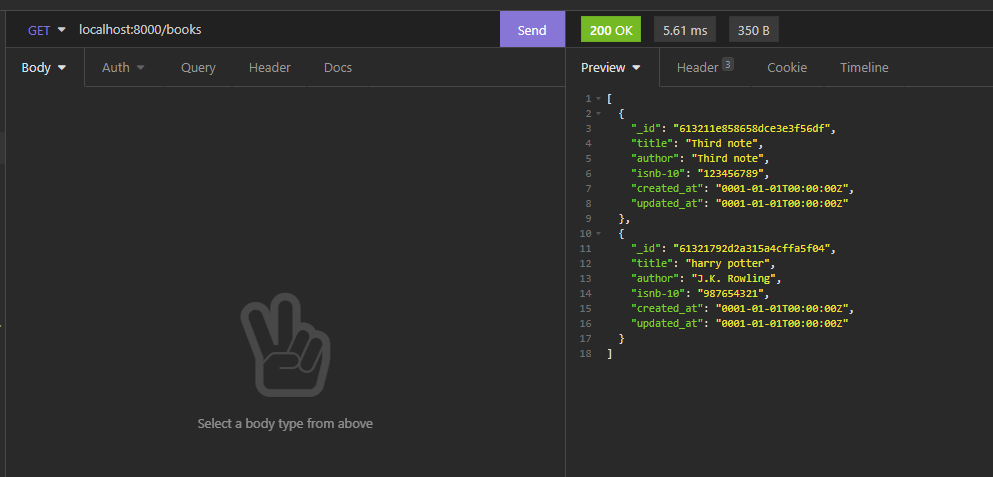 GET localhost:8000/books Send 200 OK 5.61 ms 350 B
Body Auth Query Header Docs Preview Header 3 Cookie Timeline
1 [
2 {
3 "_id": "613211e858658dce3e3f56df",
4 "title": "Third note",
5 "author": "Third note",
6 "isnb-10": "123456789",
7 "created_at": "0001-01-01T00:00:00Z",
8 "updated_at": "0001-01-01T00:00:00Z"
9 },
10 {
11 "_id": "61321792d2a315a4cffa5f04",
12 "title": "harry potter",
13 "author": "J.K. Rowling",
14 "isnb-10": "987654321",
15 "created_at": "0001-01-01T00:00:00Z",
16 "updated_at": "0001-01-01T00:00:00Z"
17 }
18 ]
Select a body type from above